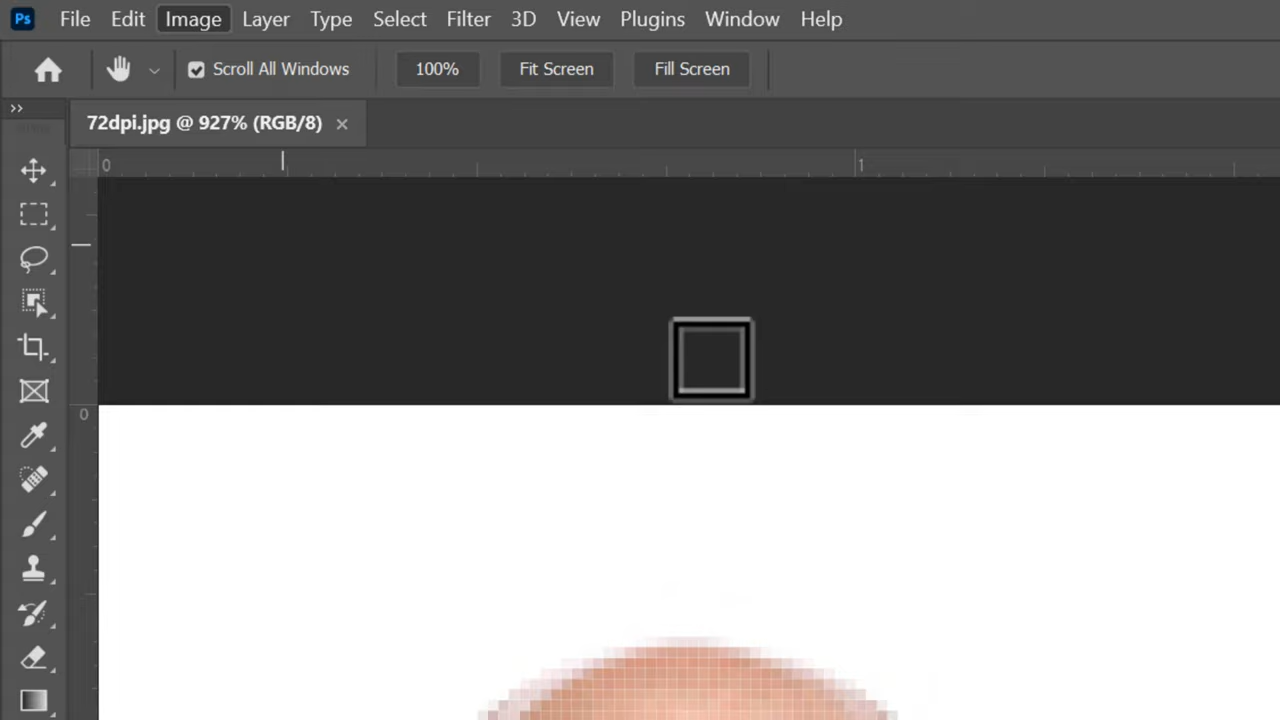 Ps File Edit Image Layer Type Select Filter 3D View Plugins Window Help
Scroll All Windows 100% Fit Screen Fill Screen
72dpi.jpg @ 927% (RGB/8) ×
0 1
0